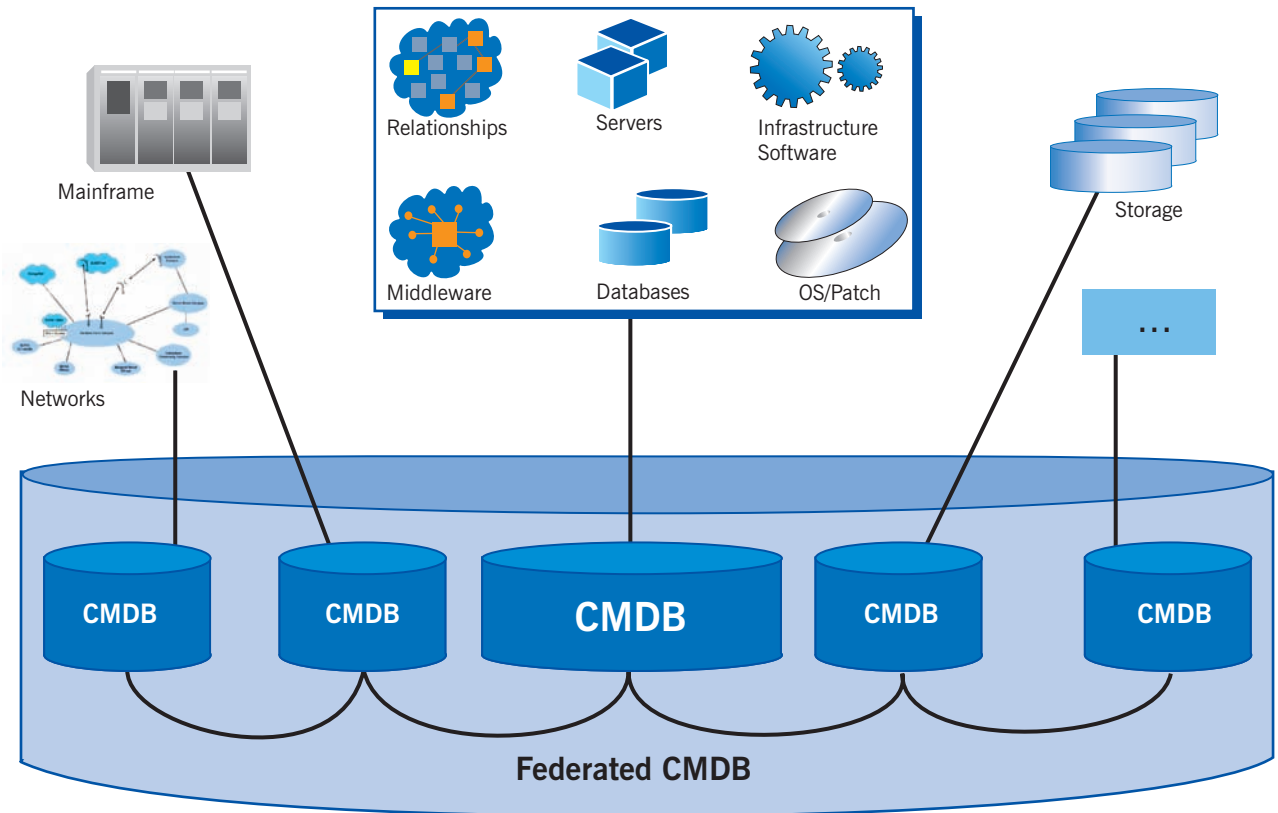 Relationships
Servers
Infrastructure
Software
Mainframe
Storage
Middleware
Databases
OS/Patch
...
Networks
CMDB
CMDB
CMDB
CMDB
CMDB
Federated CMDB